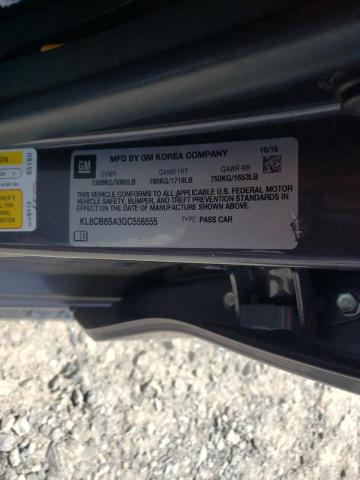 GM
MFD BY GM KOREA COMPANY
10/15
GVWR GAWR FRT GAWR RR
1388KG/3060LB 780KG/1719LB 750KG/1653LB
THIS VEHICLE CONFORMS TO ALL APPLICABLE U.S. FEDERAL MOTOR
VEHICLE SAFETY, BUMPER, AND THEFT PREVENTION STANDARDS
IN EFFECT ON THE DATE OF MANUFACTURE SHOWN ABOVE.
KL8CB6SA3GC558555 TYPE: PASS CAR